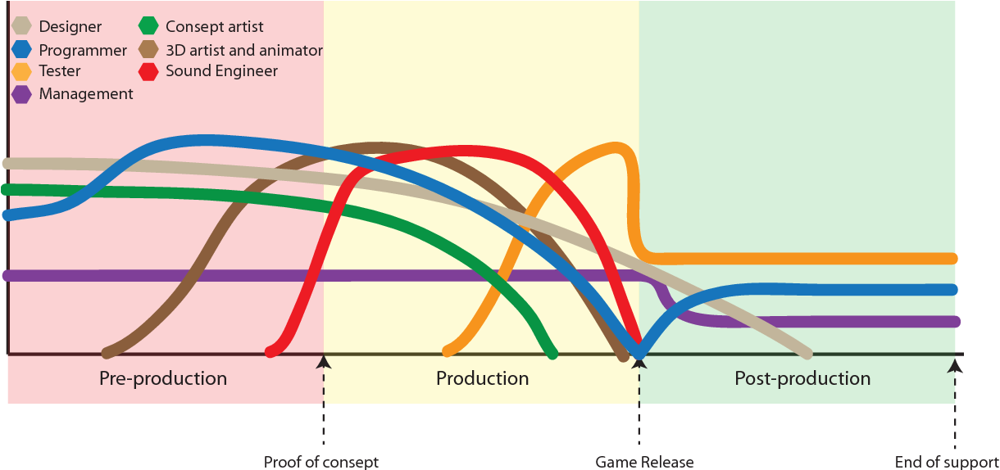 Designer
Concept artist
Programmer
3D artist and animator
Tester
Sound Engineer
Management
Pre-production
Production
Post-production
Proof of consept
Game Release
End of support